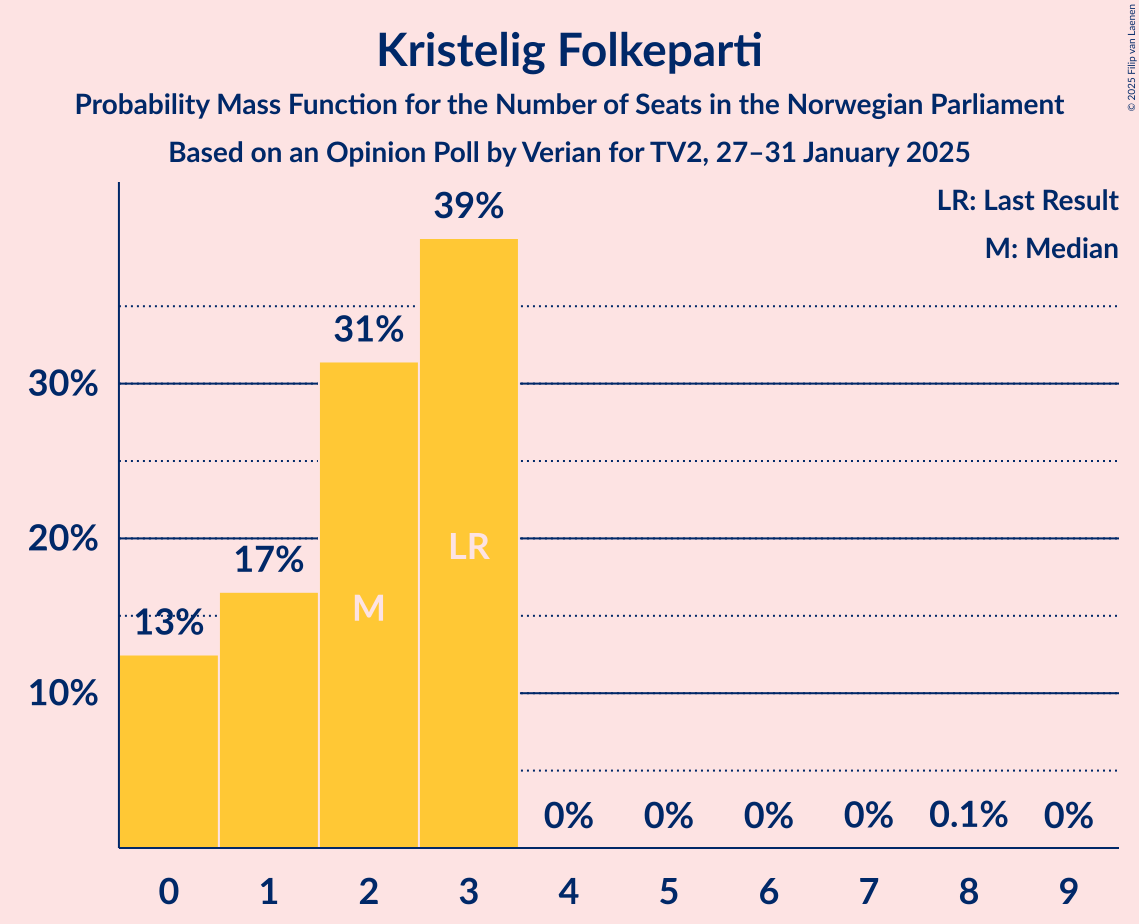 Kristelig Folkeparti
Probability Mass Function for the Number of Seats in the Norwegian Parliament
Based on an Opinion Poll by Verian for TV2, 27–31 January 2025
© 2025 Filip van Laenen
LR: Last Result
M: Median
39%
31%
30%
20%
17%
LR
M
13%
10%
0% 0% 0% 0% 0.1% 0%
0 1 2 3 4 5 6 7 8 9